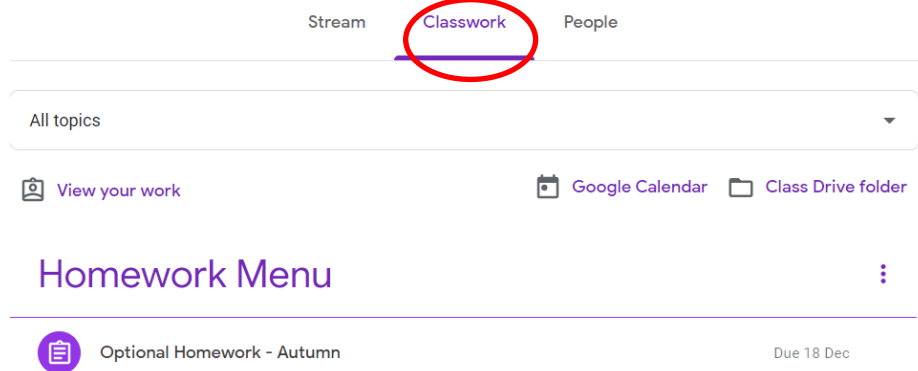 Stream Classwork People
All topics
View your work Google Calendar Class Drive folder
Homework Menu
Optional Homework - Autumn Due 18 Dec